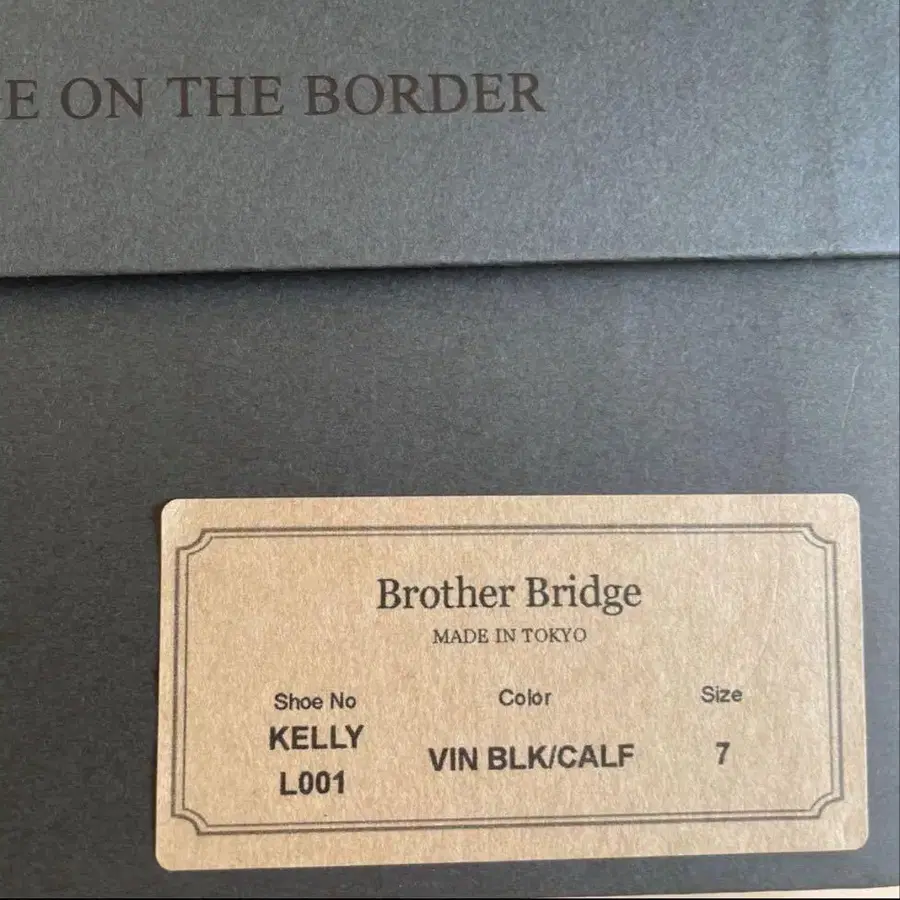 E ON THE BORDER
Brother Bridge
MADE IN TOKYO
Shoe No Color Size
KELLY
L001
VIN BLK/CALF
7